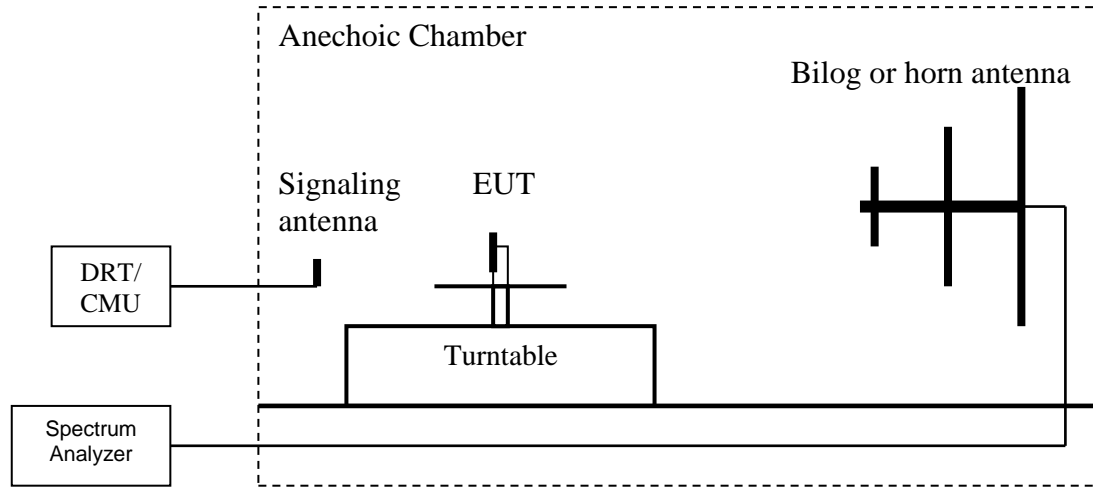 Anechoic Chamber
Bilog or horn antenna
Signaling
antenna
EUT
DRT/
CMU
Turntable
Spectrum
Analyzer